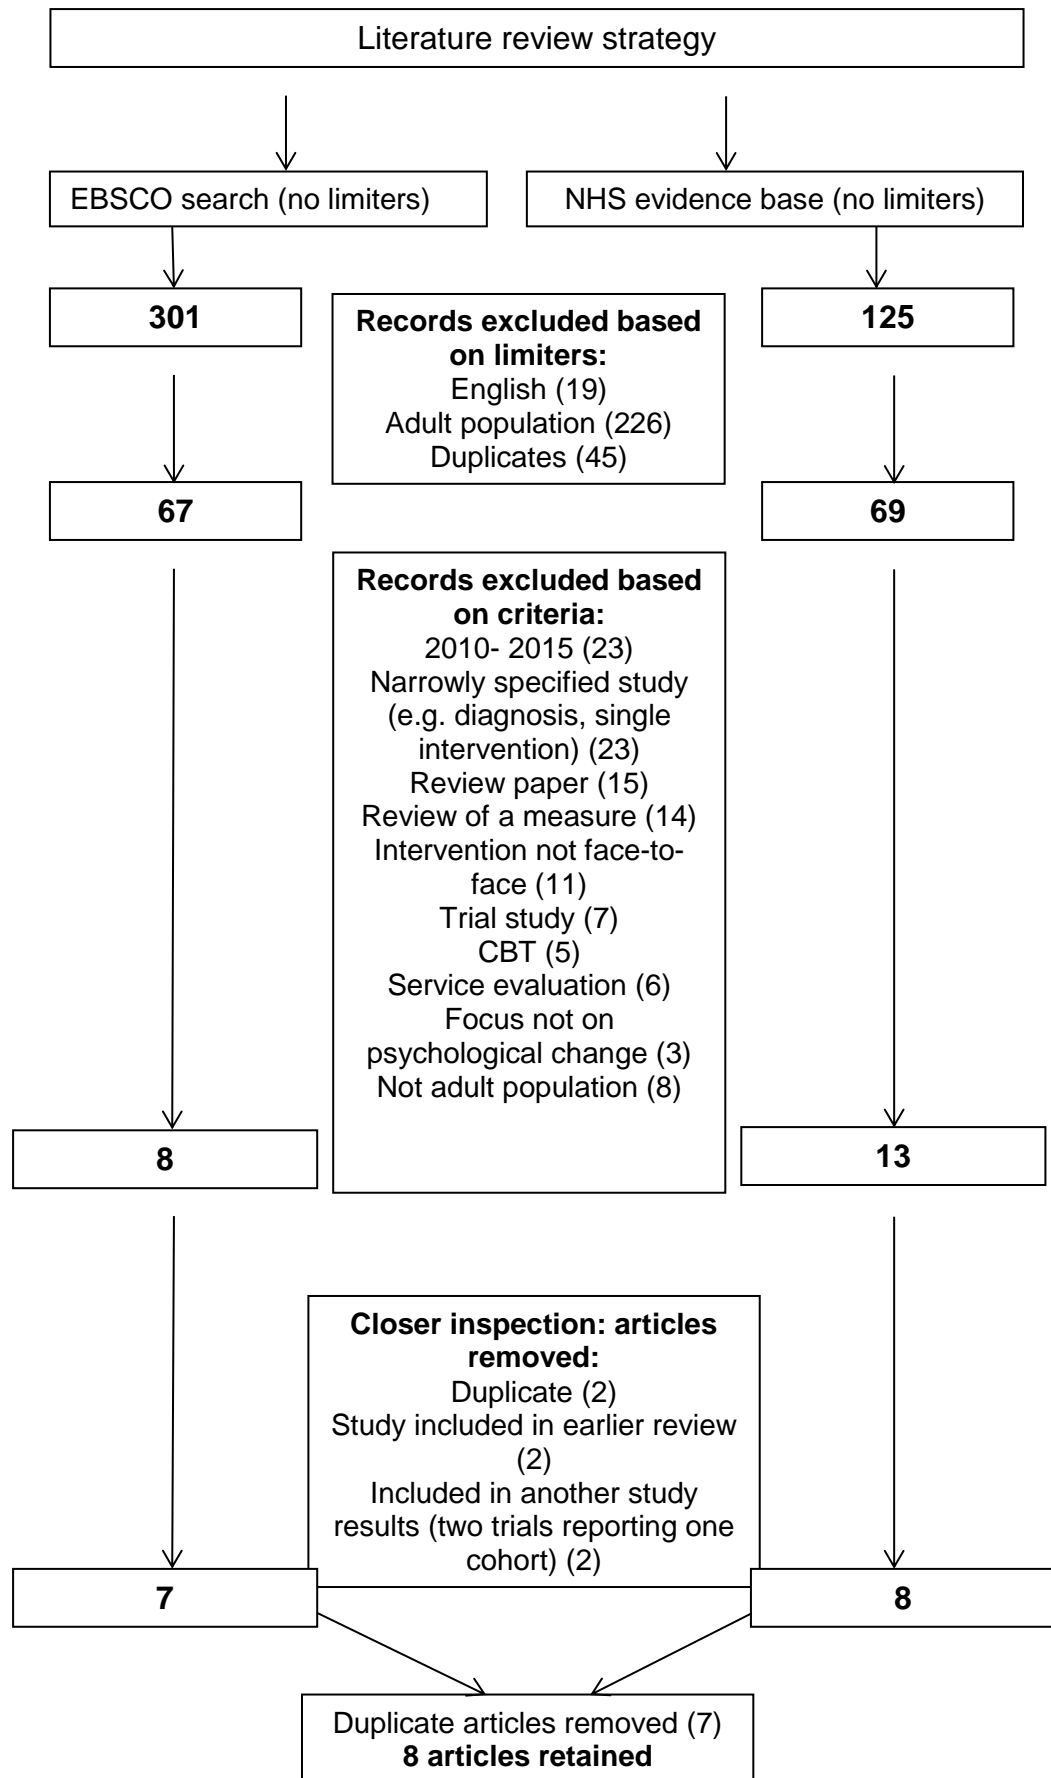 Literature review strategy
EBSCO search (no limiters)
NHS evidence base (no limiters)
301
125
Records excluded based
on limiters:
English (19)
Adult population (226)
Duplicates (45)
67
69
Records excluded based
on criteria:
2010- 2015 (23)
Narrowly specified study
(e.g. diagnosis, single
intervention) (23)
Review paper (15)
Review of a measure (14)
Intervention not face-to-
face (11)
Trial study (7)
CBT (5)
Service evaluation (6)
Focus not on
psychological change (3)
Not adult population (8)
8
13
Closer inspection: articles
removed:
Duplicate (2)
Study included in earlier review
(2)
Included in another study
results (two trials reporting one
cohort) (2)
7
8
Duplicate articles removed (7)
8 articles retained